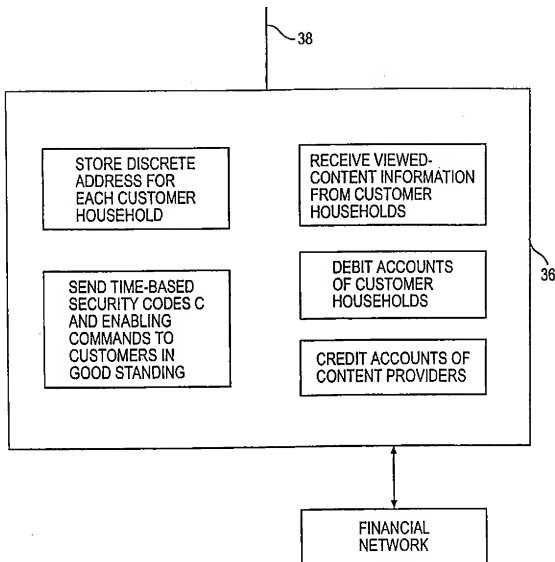 38
STORE DISCRETE
ADDRESS FOR
EACH CUSTOMER
HOUSEHOLD
RECEIVE VIEWED-
CONTENT INFORMATION
FROM CUSTOMER
HOUSEHOLDS
36
SEND TIME-BASED
SECURITY CODES C
AND ENABLING
COMMANDS TO
CUSTOMERS IN
GOOD STANDING
DEBIT ACCOUNTS
OF CUSTOMER
HOUSEHOLDS
CREDIT ACCOUNTS OF
CONTENT PROVIDERS
FINANCIAL
NETWORK